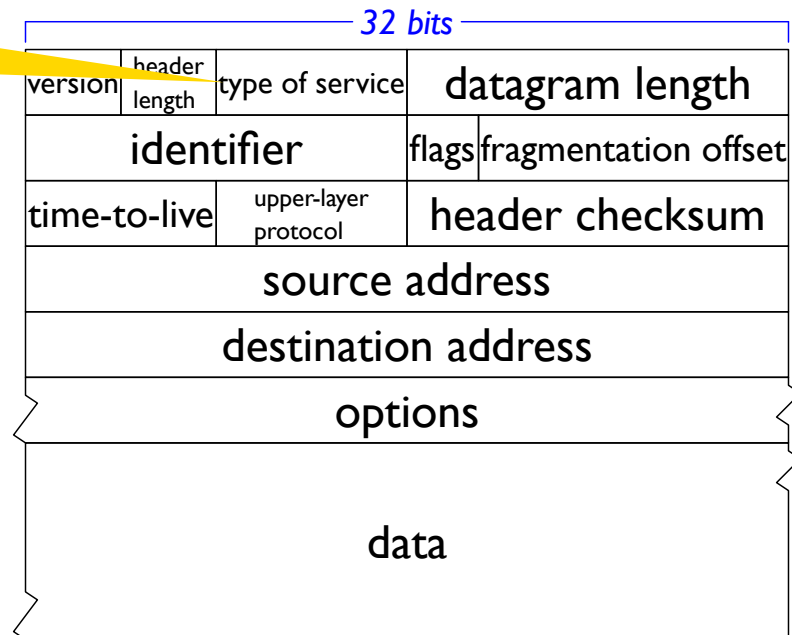 32 bits
version header length type of service datagram length
identifier flags fragmentation offset
time-to-live upper-layer protocol header checksum
source address
destination address
options
data